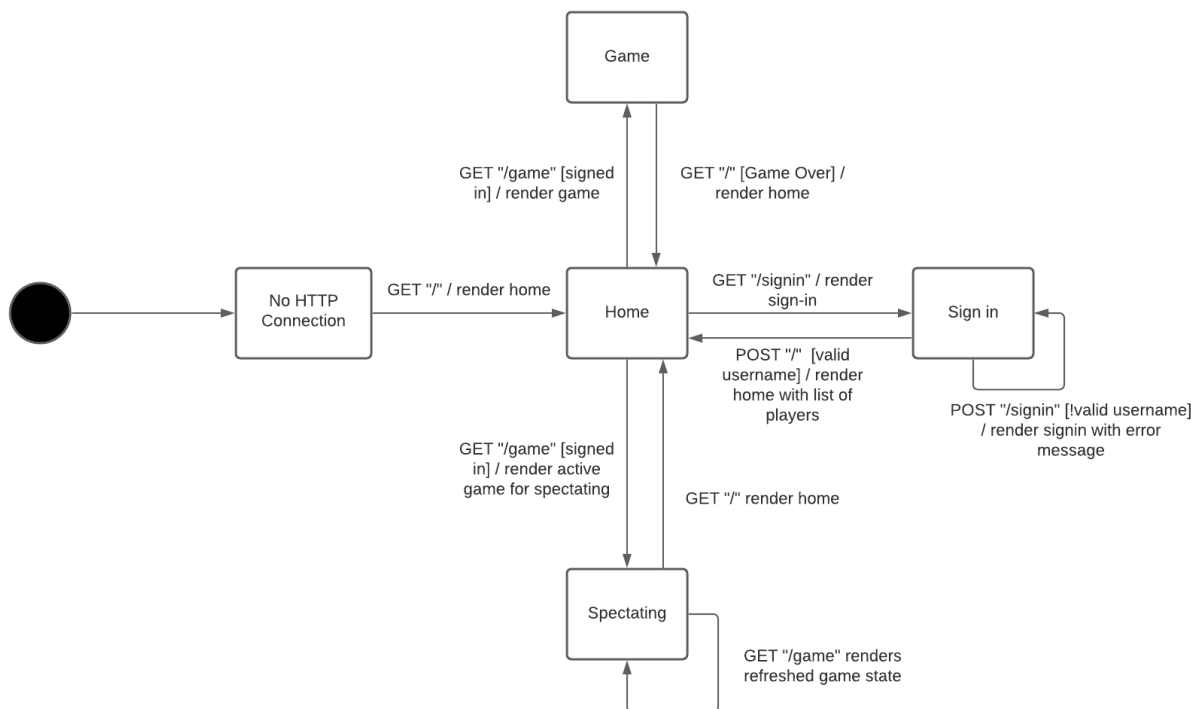 Game
GET "/game" [signed
in] / render game
GET "/" [Game Over] /
render home
No HTTP
Connection
GET "/" / render home
Home
GET "/signin" / render
sign-in
Sign in
POST "/"  [valid
username] / render
home with list of
players
POST "/signin" [!valid username]
/ render signin with error
message
GET "/game" [signed
in] / render active
game for spectating
GET "/" render home
Spectating
GET "/game" renders
refreshed game state